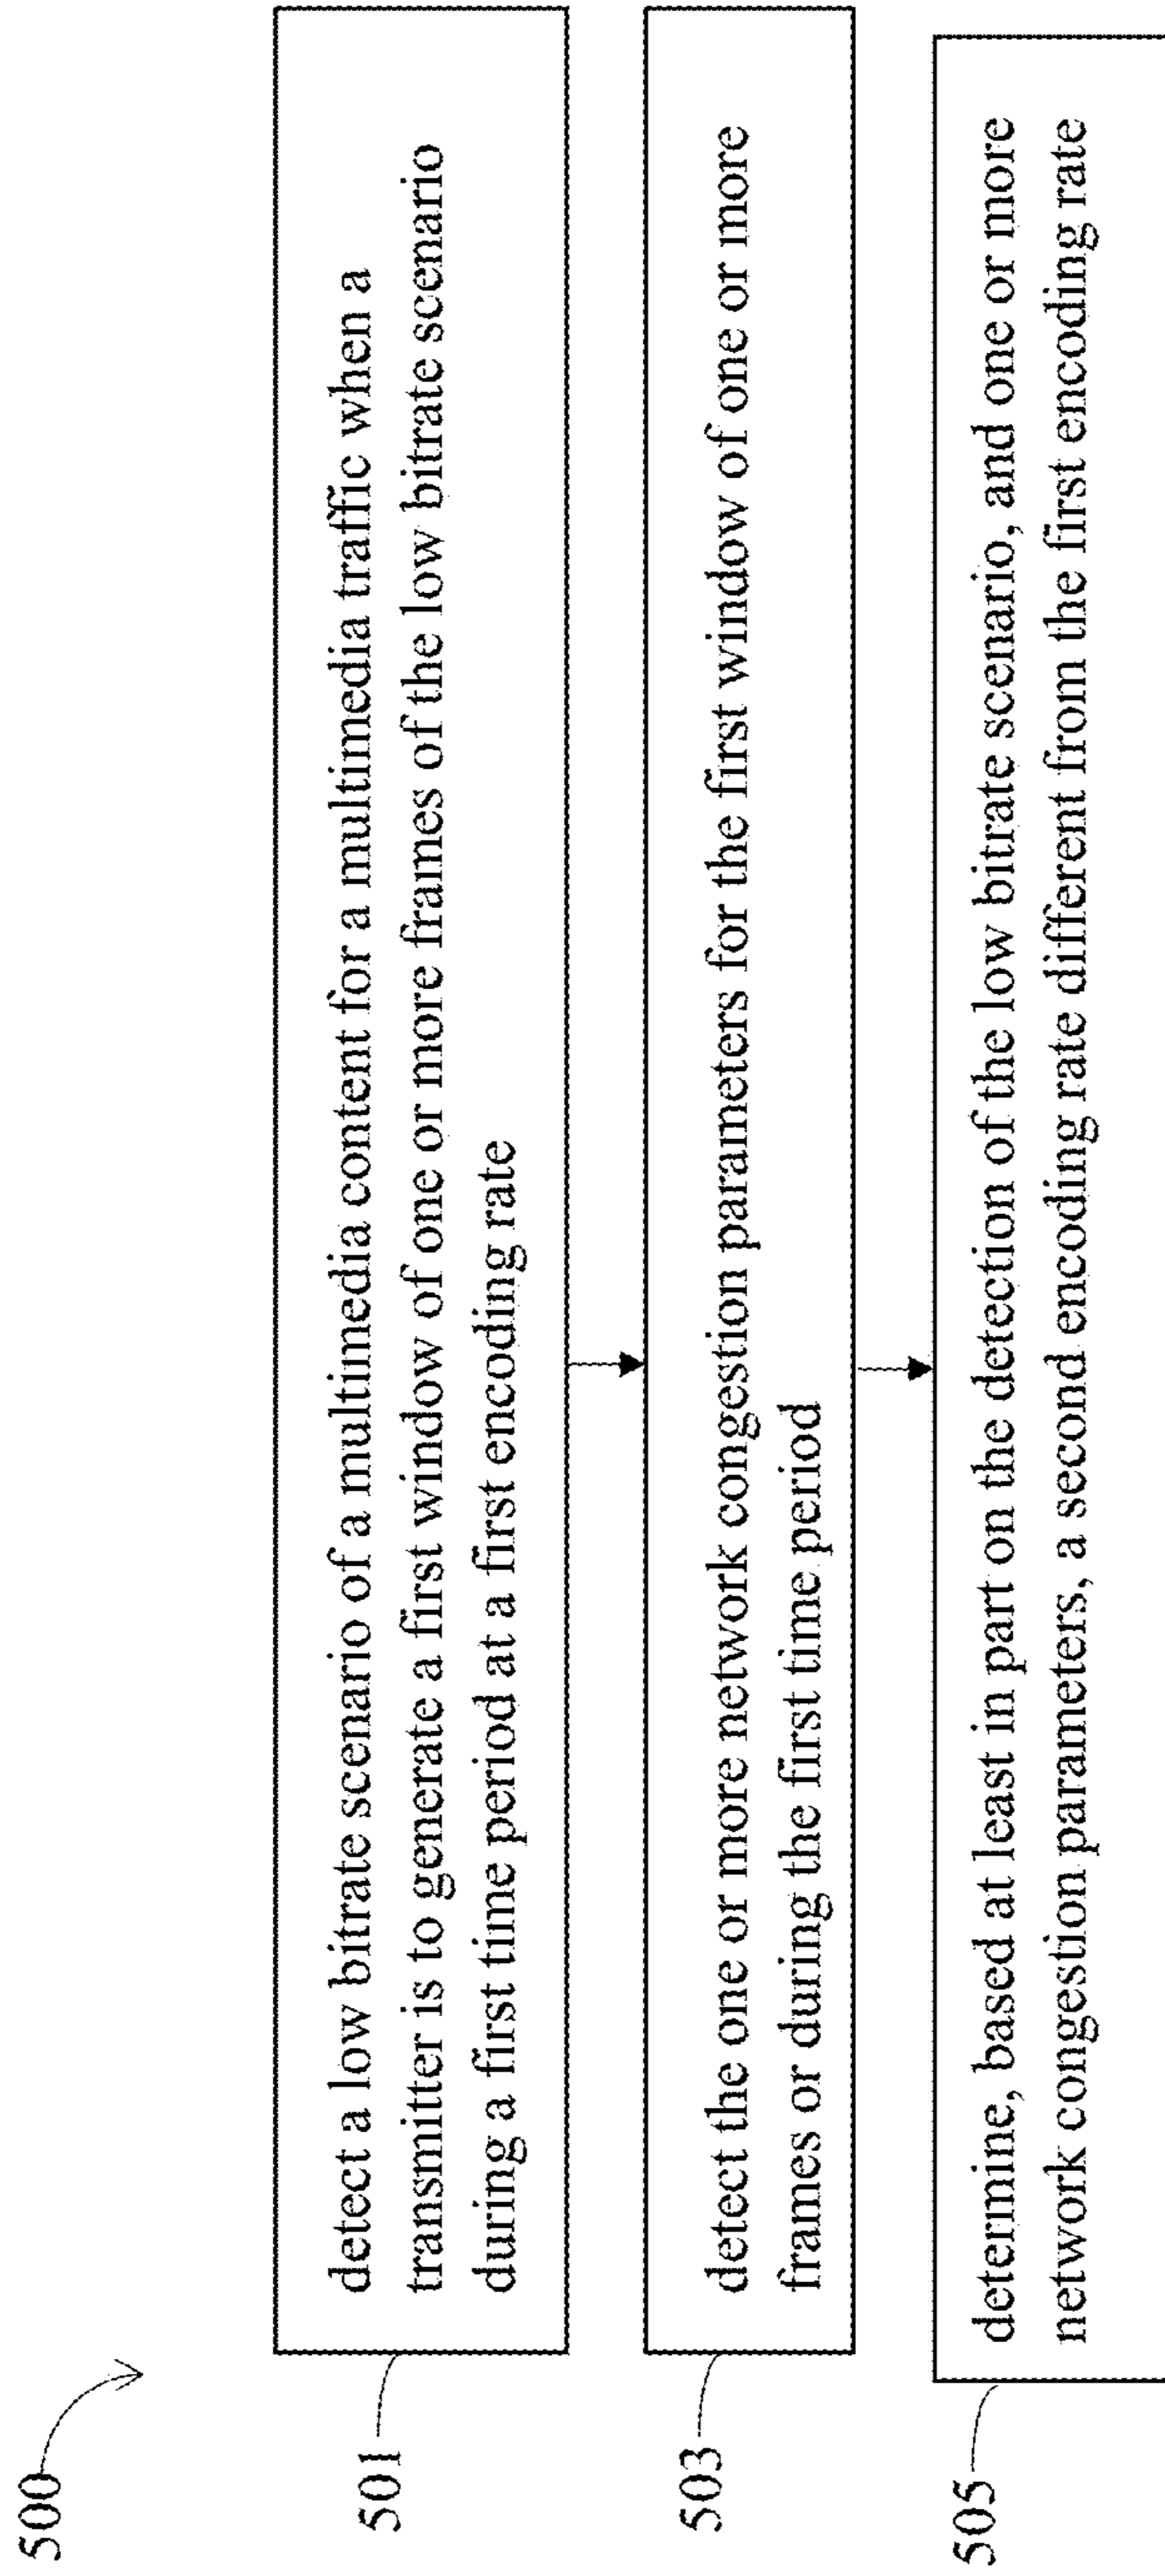 500
501
detect a low bitrate scenario of a multimedia content for a multimedia traffic when a
transmitter is to generate a first window of one or more frames of the low bitrate scenario
during a first time period at a first encoding rate
503
detect the one or more network congestion parameters for the first window of one or more
frames or during the first time period
505
determine, based at least in part on the detection of the low bitrate scenario, and one or more
network congestion parameters, a second encoding rate different from the first encoding rate